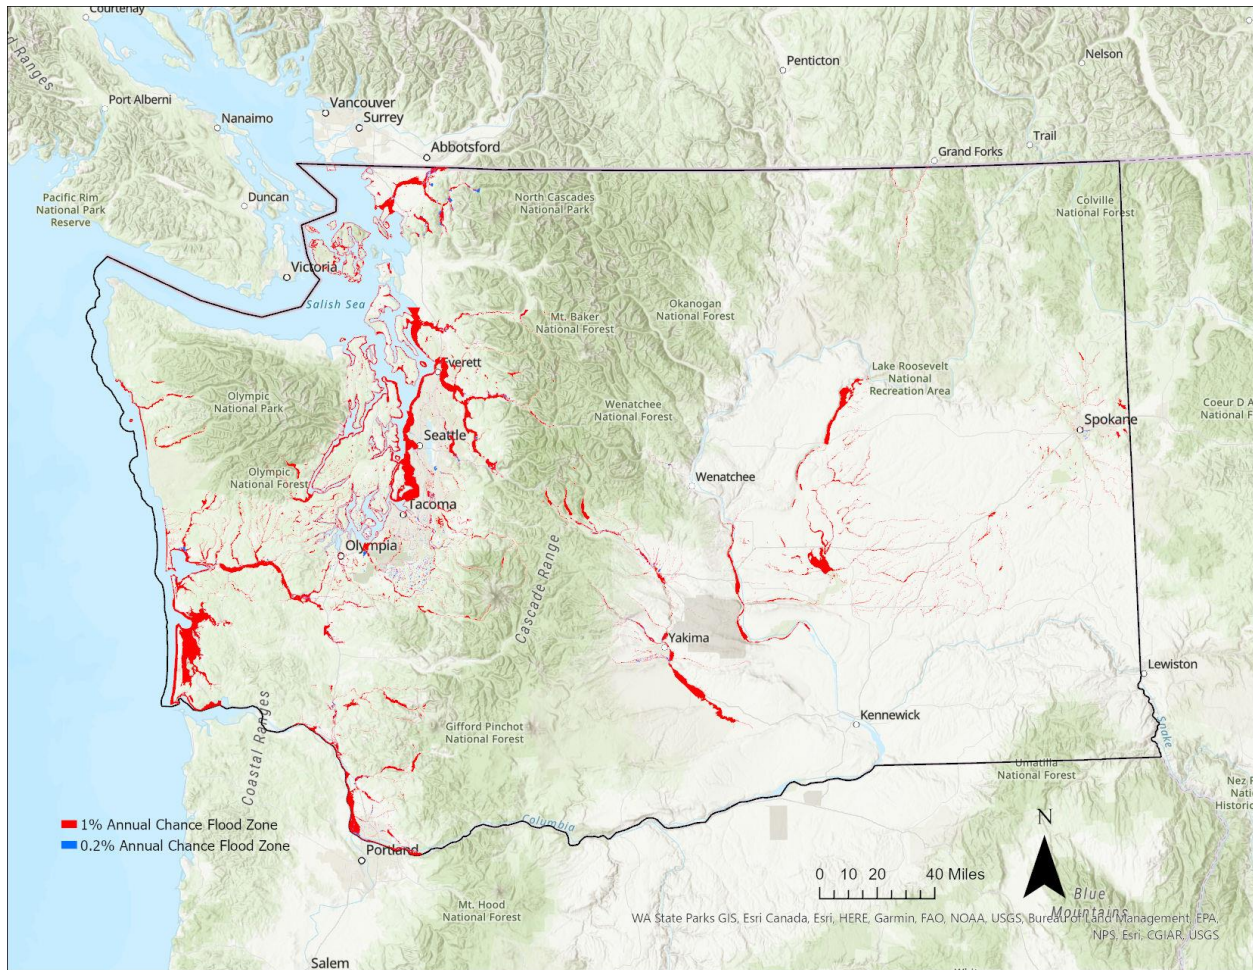 Courtenay
d Ranges
Port Alberni
Nanaimo
Vancouver
Surrey
Abbotsford
Penticton
Nelson
Trail
Grand Forks
Pacific Rim
National Park
Reserve
Duncan
Victoria
Salish Sea
North Cascades
National Park
Colville
National Forest
Okanogan
National Forest
Mt. Baker
National Forest
Everett
Lake Roosevelt
National
Recreation Area
Olympic
National Park
Wenatchee
National Forest
Coeur D A
National F
Spokane
Seattle
Olympic
National Forest
Wenatchee
Tacoma
Olympia
Cascade Range
Yakima
Lewiston
Snake
Kennewick
Gifford Pinchot
National Forest
Coastal Ranges
Umatilla
National Forest
Nez P
Natio
Historic
1% Annual Chance Flood Zone
0.2% Annual Chance Flood Zone
Columbia
Portland
N
0 10 20 40 Miles
Blue
Mountains
Mt. Hood
National Forest
WA State Parks GIS, Esri Canada, Esri, HERE, Garmin, FAO, NOAA, USGS, Bureau of Land Management, EPA,
NPS, Esri, CGIAR, USGS
Salem